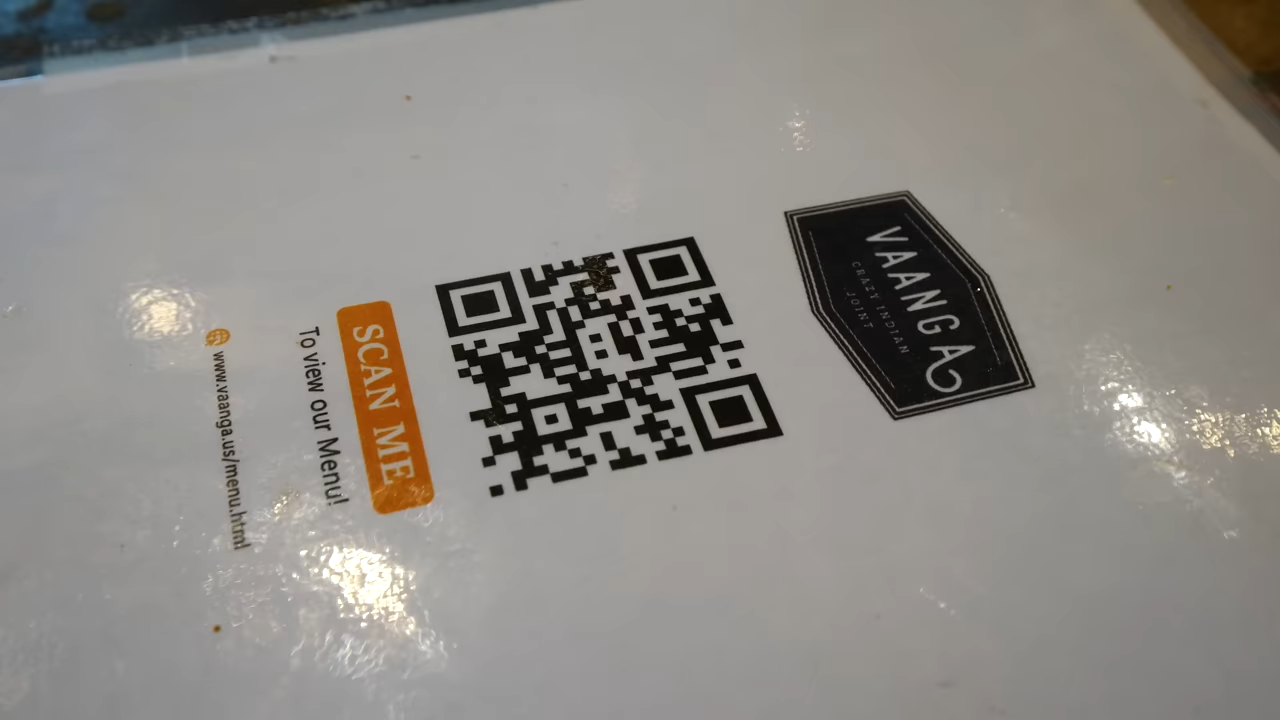 VAANGA
CRAZY INDIAN
JOINT
SCAN ME
To view our Menu!
www.vaanga.us/menu.html